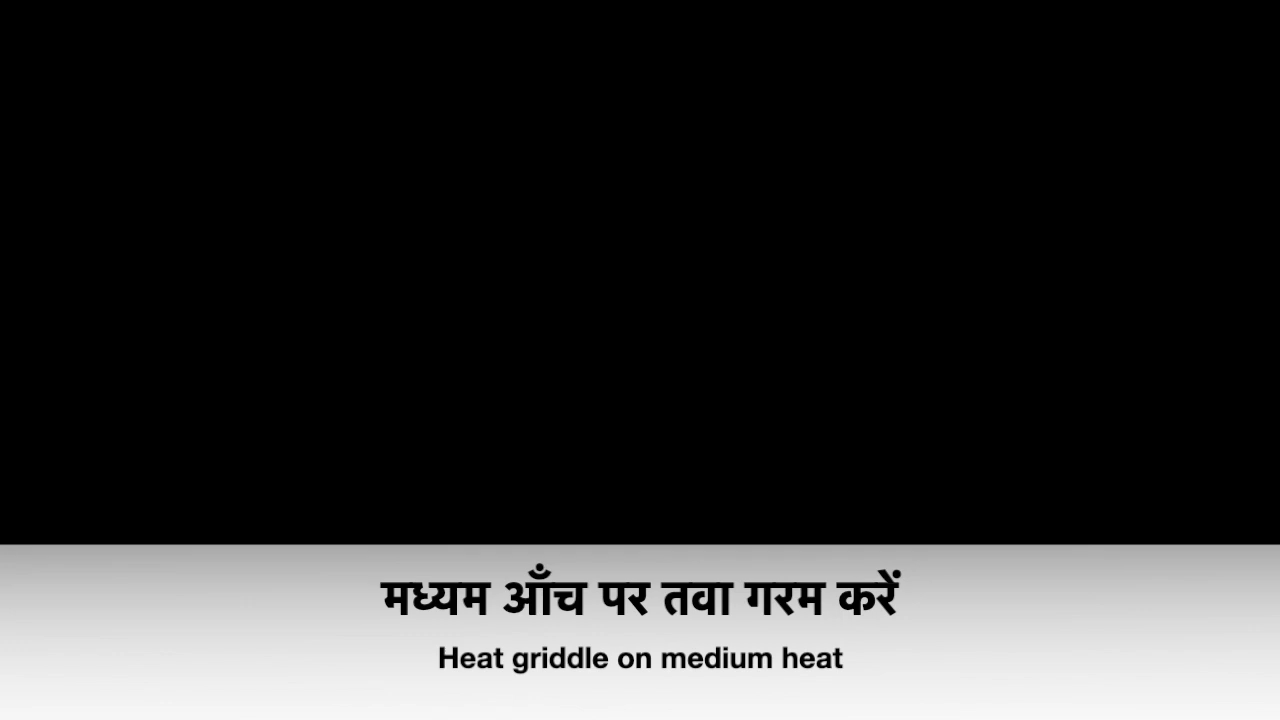 मध्यम आँच पर तवा गरम करें
Heat griddle on medium heat